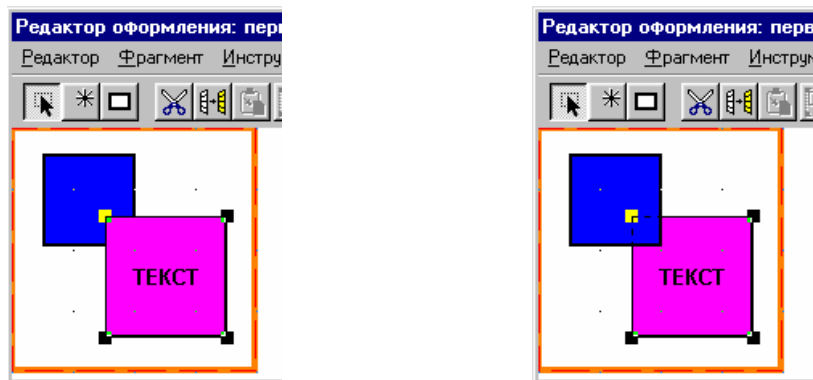 Редактор оформления: перв
Редактор Фрагмент Инстру
ТЕКСТ
Редактор оформления: перв
Редактор Фрагмент Инструм
ТЕКСТ